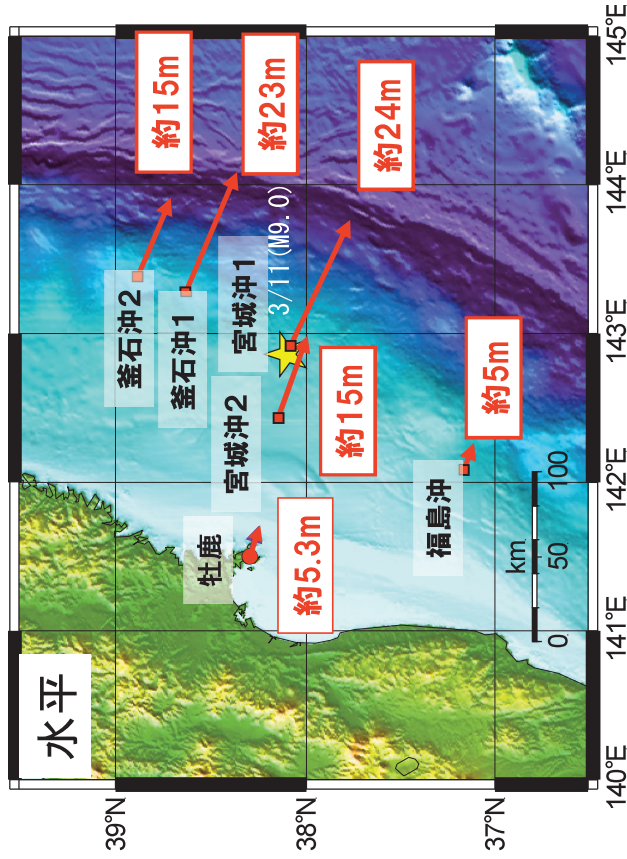 水平
39°N
38°N
37°N
140°E
141°E
142°E
143°E
144°E
145°E
釜石沖2
約15m
釜石沖1
約23m
宮城沖1
3/11(M9.0)
約24m
宮城沖2
約15m
牡鹿
約5.3m
福島沖
約5m
km
0
50
100